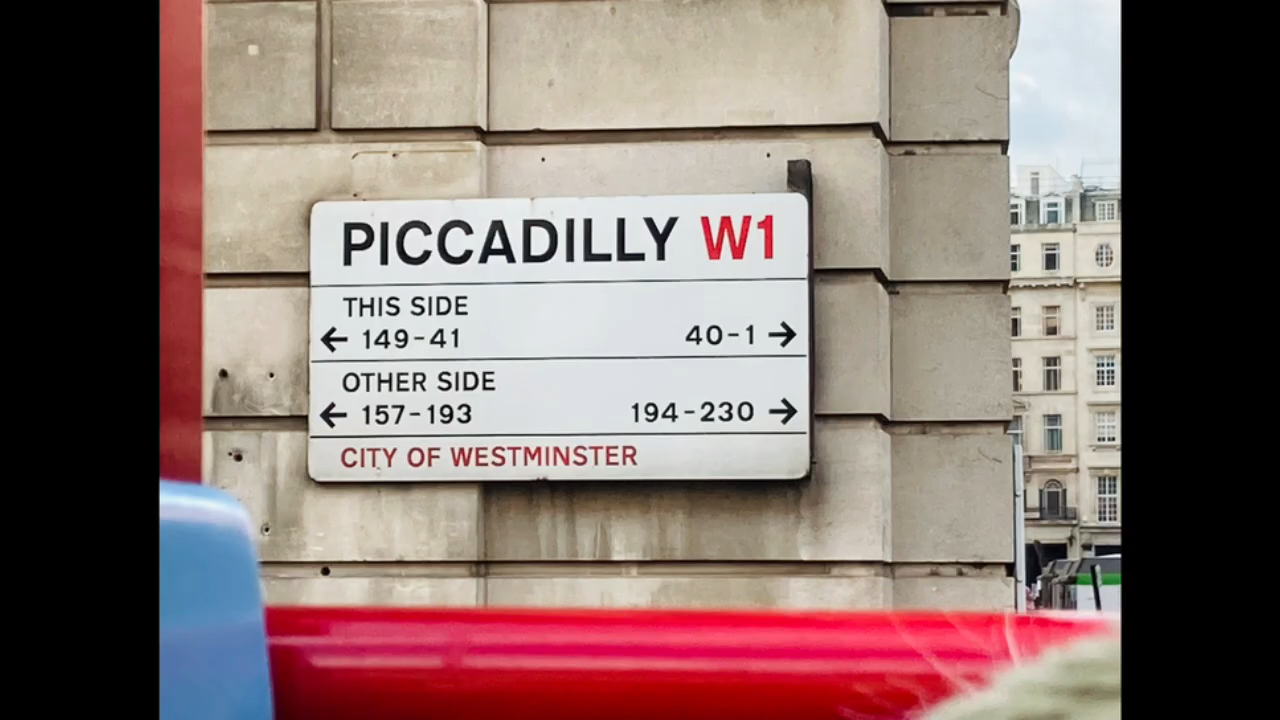 PICCADILLY W1
THIS SIDE
← 149-41 40-1 →
OTHER SIDE
← 157-193 194-230 →
CITY OF WESTMINSTER